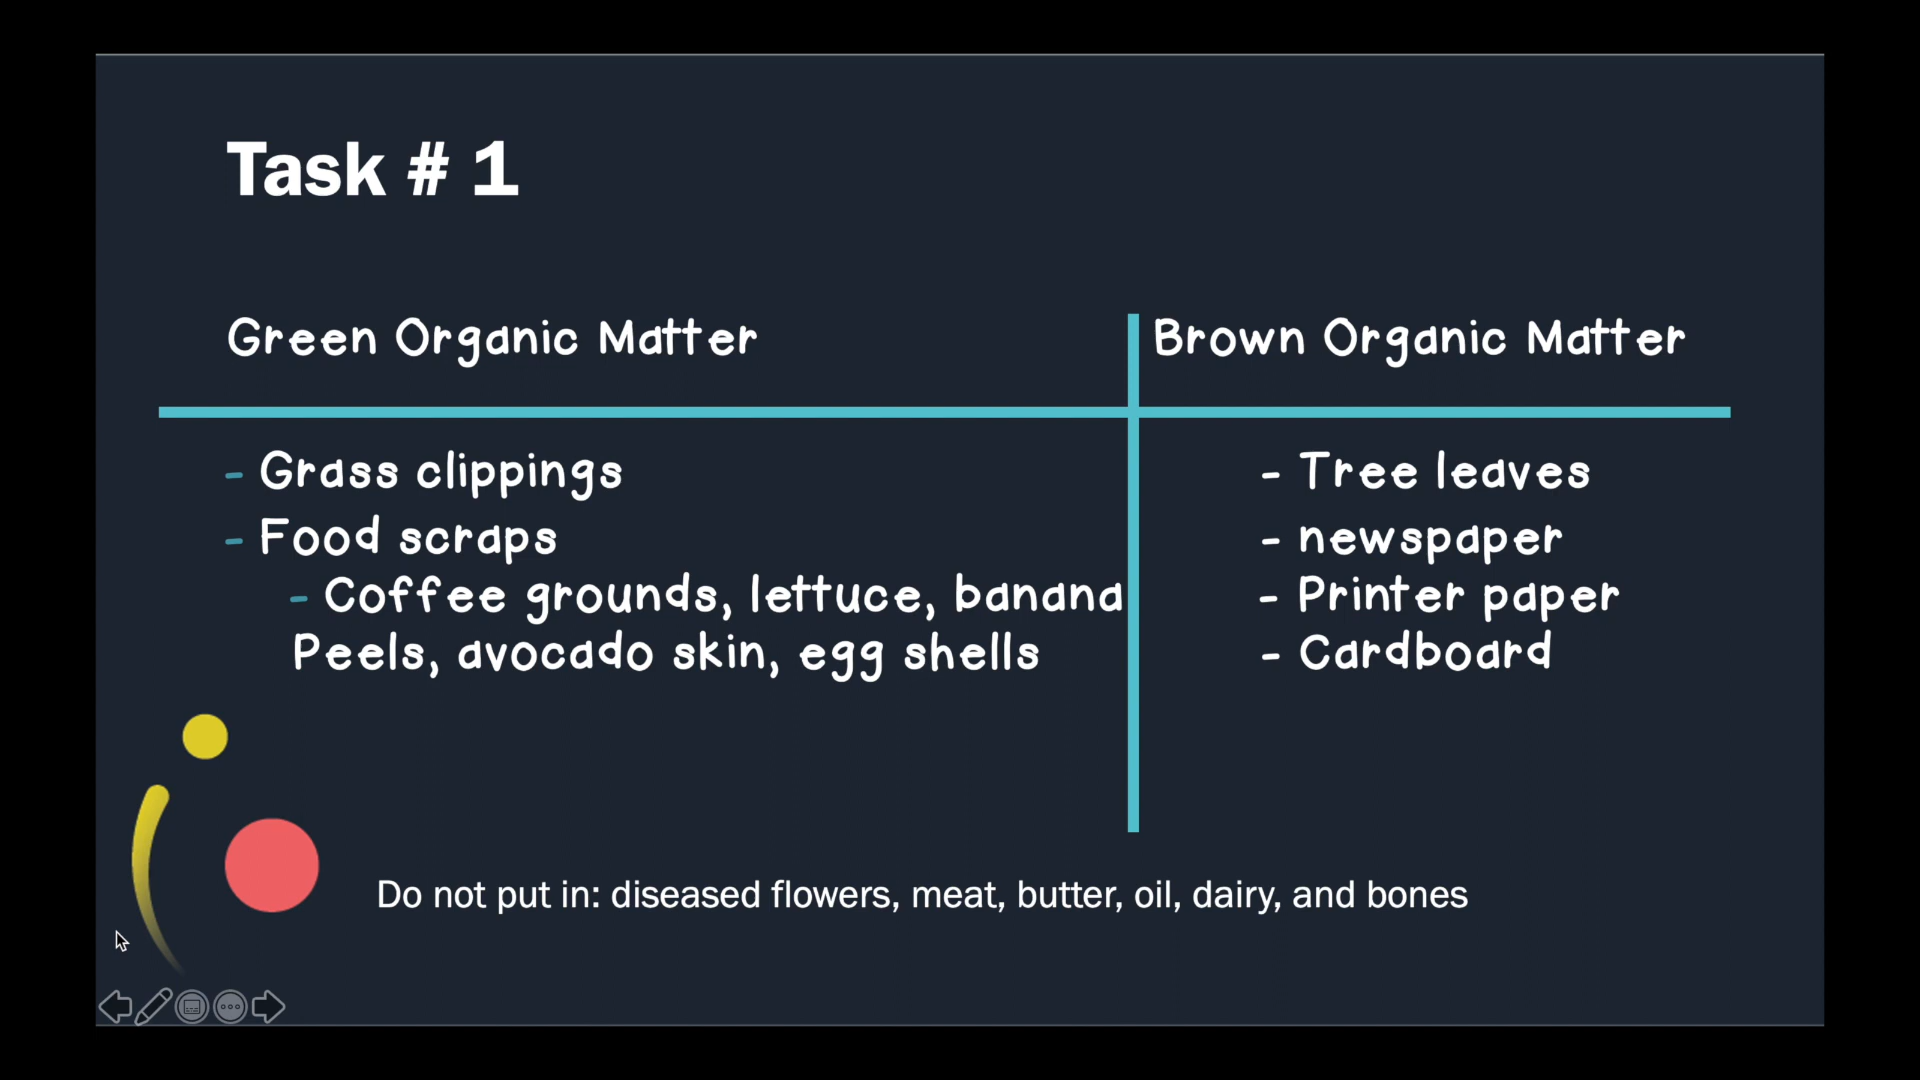 Task # 1
Green Organic Matter
Brown Organic Matter
- Grass clippings
- Food scraps
- Coffee grounds, lettuce, banana
Peels, avocado skin, egg shells
- Tree leaves
- newspaper
- Printer paper
- Cardboard
Do not put in: diseased flowers, meat, butter, oil, dairy, and bones